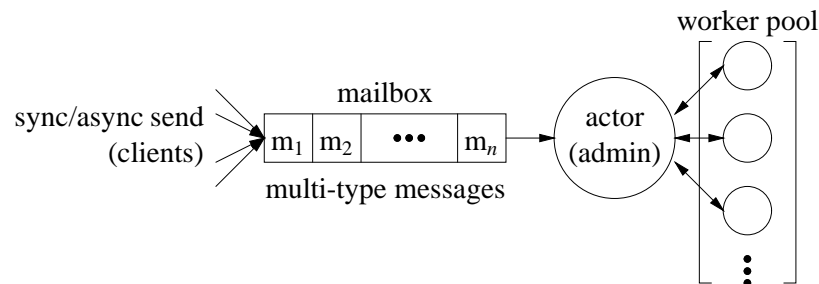 worker pool
mailbox
sync/async send
(clients)
actor
(admin)
m1 m2 ••• mn
multi-type messages